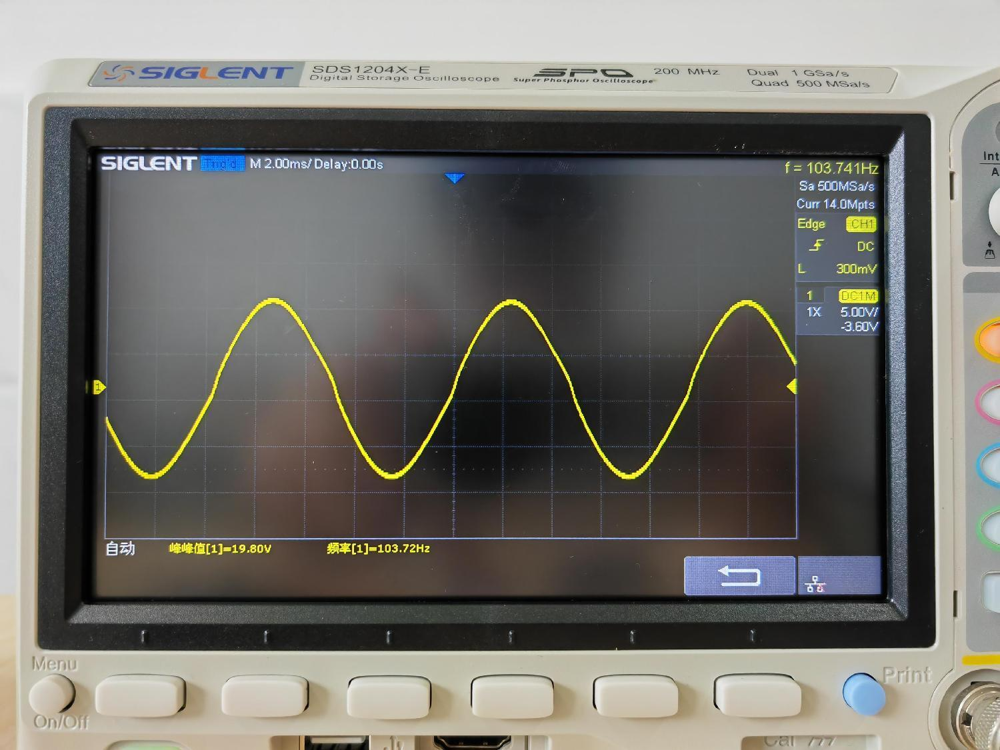 SIGLENT SDS1204X-E
Digital Storage Oscilloscope
SPO
Super Phosphor Oscilloscope
200 MHz
Dual 1 GSa/s
Quad 500 MSa/s
SIGLENT Trig'd M 2.00ms/ Delay:0.00s
f = 103.741Hz
Sa 500MSa/s
Curr 14.0Mpts
Edge CH1
DC
L 300mV
1 DC1M
1X 5.00V/
-3.60V
1
自动 峰峰值[1]=19.80V 频率[1]=103.72Hz
Menu
On/Off
Print
Cal